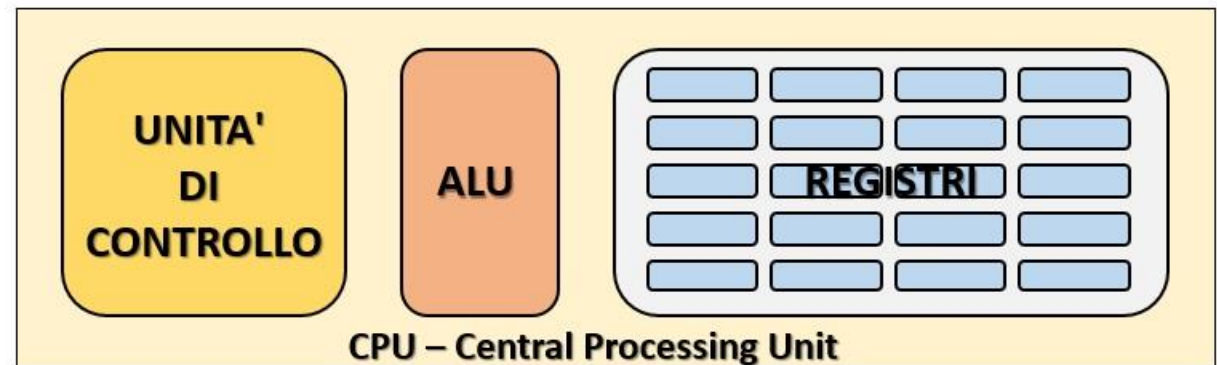 UNITA'
DI
CONTROLLO
ALU
REGISTRI
CPU – Central Processing Unit